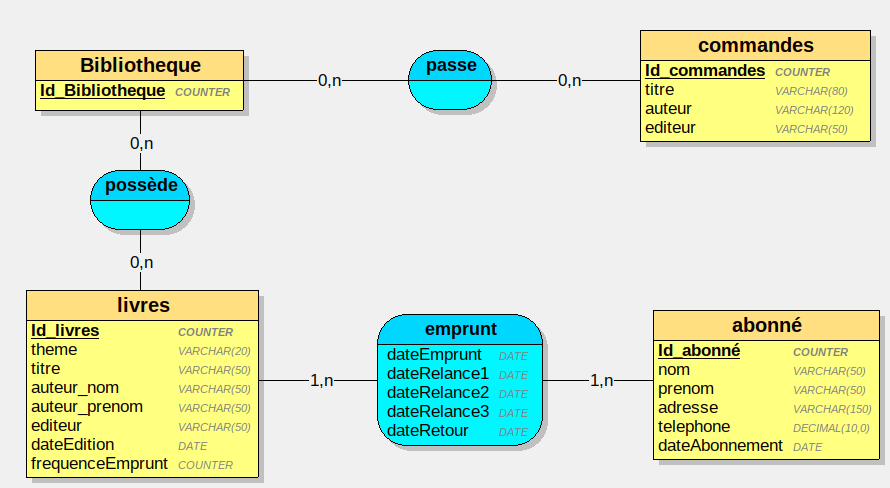 Bibliotheque
Id_Bibliotheque COUNTER
0,n
passe
0,n
commandes
Id_commandes COUNTER
titre VARCHAR(80)
auteur VARCHAR(120)
editeur VARCHAR(50)
0,n
possède
0,n
livres
Id_livres COUNTER
theme VARCHAR(20)
titre VARCHAR(50)
auteur_nom VARCHAR(50)
auteur_prenom VARCHAR(50)
editeur VARCHAR(50)
dateEdition DATE
frequenceEmprunt COUNTER
1,n
emprunt
dateEmprunt DATE
dateRelance1 DATE
dateRelance2 DATE
dateRelance3 DATE
dateRetour DATE
1,n
abonné
Id_abonné COUNTER
nom VARCHAR(50)
prenom VARCHAR(50)
adresse VARCHAR(150)
telephone DECIMAL(10,0)
dateAbonnement DATE